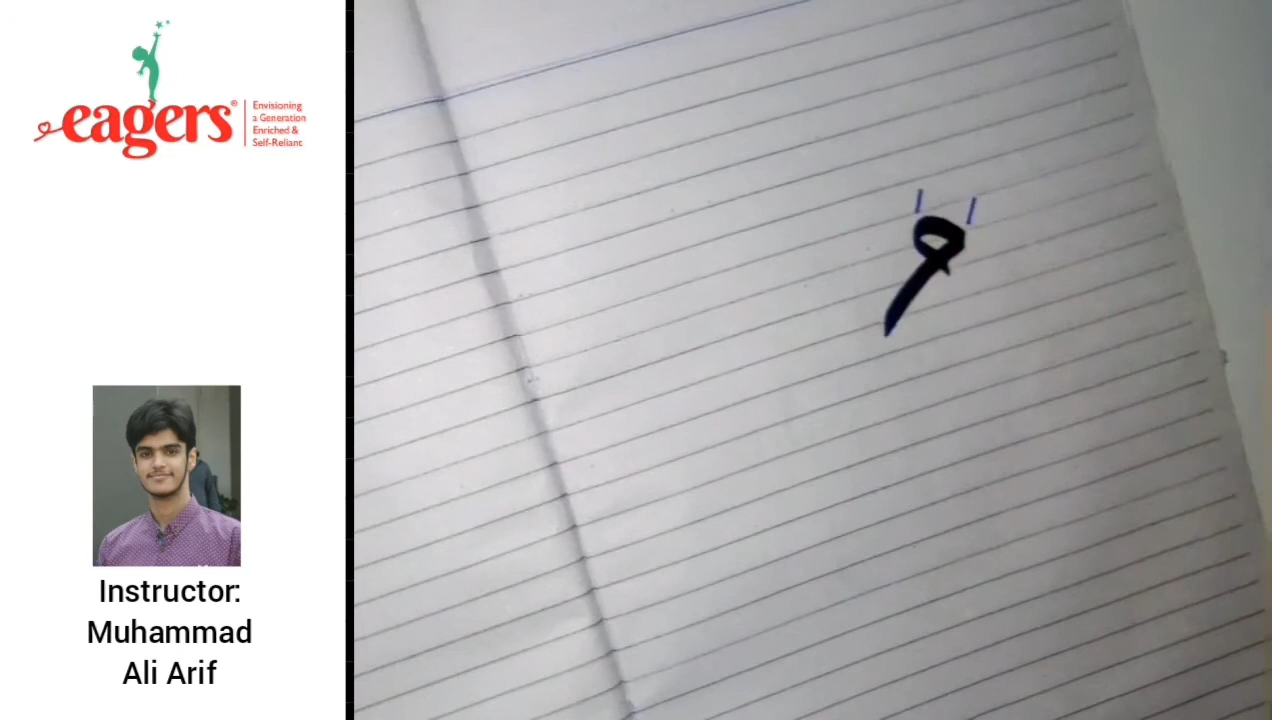 eagers®
Envisioning
a Generation
Enriched &
Self-Reliant
م
Instructor:
Muhammad
Ali Arif